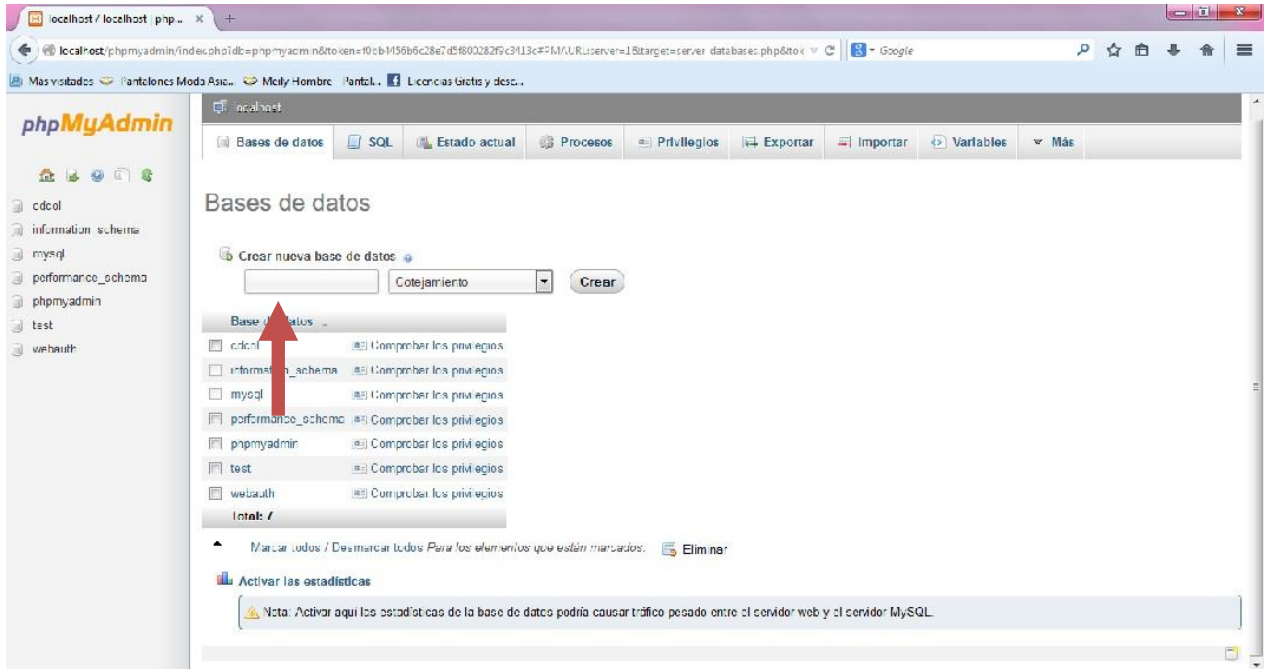 localhost / localhost | php...
Google
Mas visitados Pantalones Moda Asia... Meily Hombre Pantal... Licencias Gratis y desc...
phpMyAdmin
localhost
Bases de datos SQL Estado actual Procesos Privilegios Exportar Importar Variables Más
cdcol
information_schema
mysql
performance_schema
phpmyadmin
test
webauth
Bases de datos
Crear nueva base de datos
Cotejamiento Crear
Base de datos
cdcol Comprobar los privilegios
information_schema Comprobar los privilegios
mysql Comprobar los privilegios
performance_schema Comprobar los privilegios
phpmyadmin Comprobar los privilegios
test Comprobar los privilegios
webauth Comprobar los privilegios
Total: 7
Marcar todos / Desmarcar todos Para los elementos que están marcados: Eliminar
Activar las estadísticas
Nota: Activar aquí las estadísticas de la base de datos podría causar tráfico pesado entre el servidor web y el servidor MySQL.